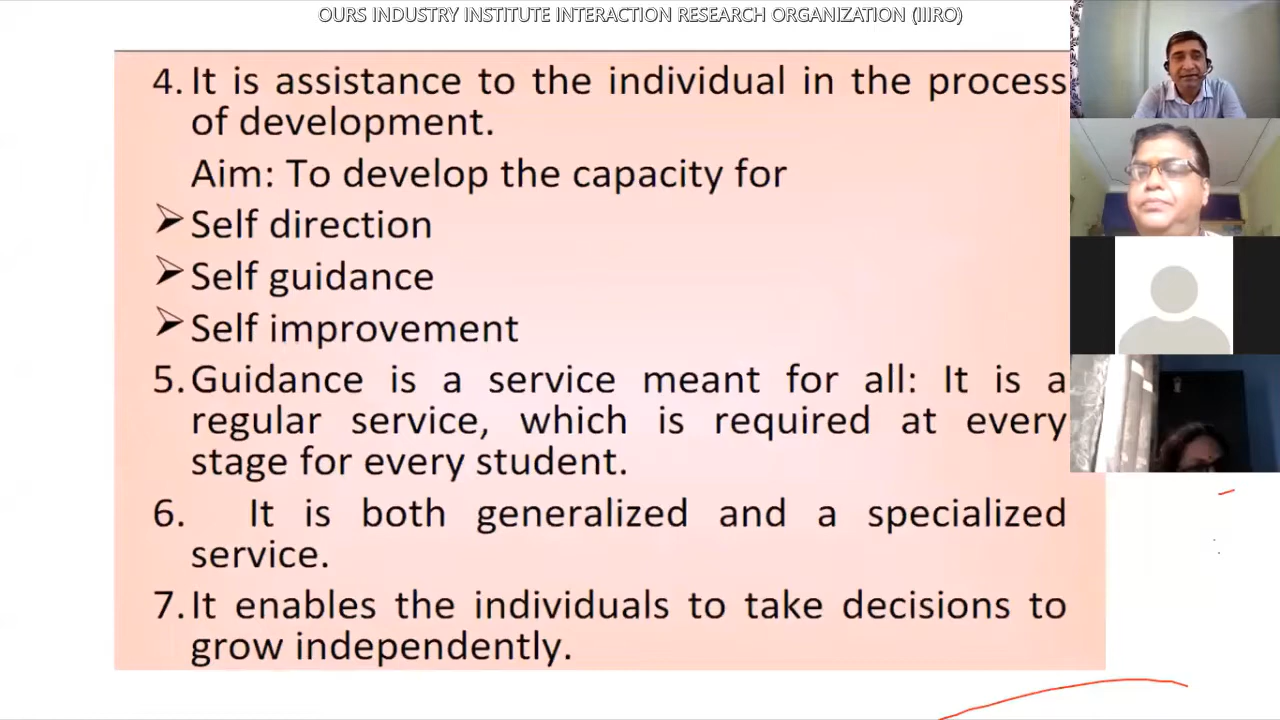 OURS INDUSTRY INSTITUTE INTERACTION RESEARCH ORGANIZATION (IIIRO)
4. It is assistance to the individual in the process
of development.
Aim: To develop the capacity for
➢ Self direction
➢ Self guidance
➢ Self improvement
5. Guidance is a service meant for all: It is a
regular service, which is required at every
stage for every student.
6. It is both generalized and a specialized
service.
7. It enables the individuals to take decisions to
grow independently.